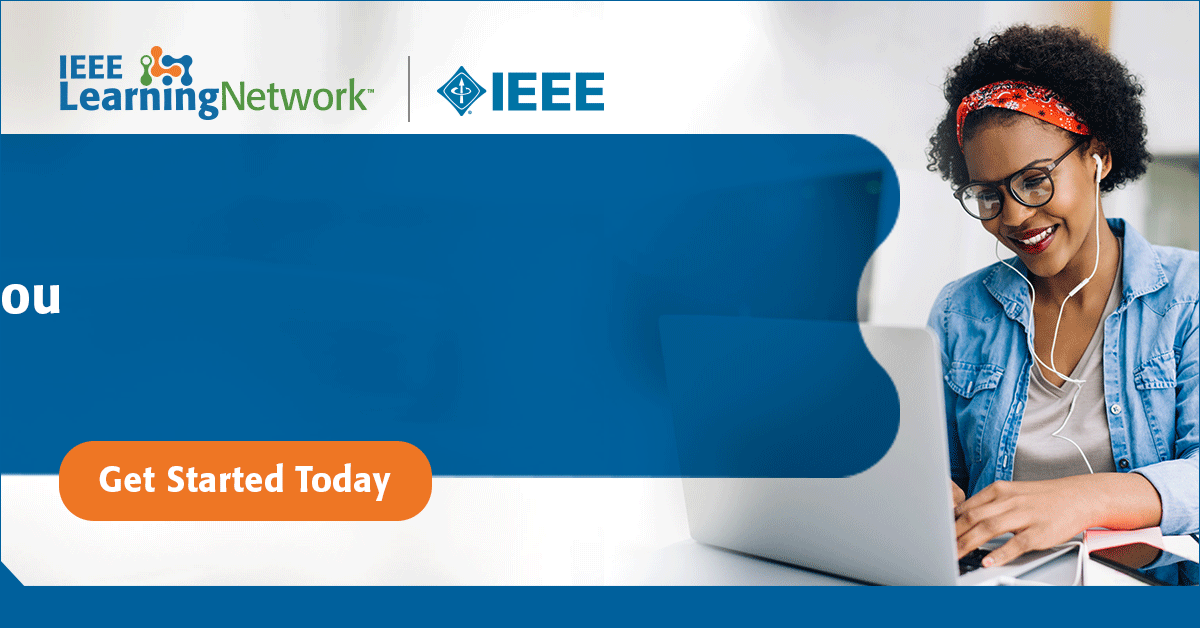 IEEE
LearningNetwork™
IEEE®
ou
Get Started Today